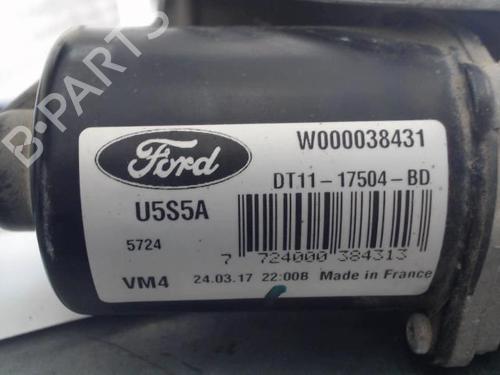 B-PARTS
Ford
W000038431
DT11-17504-BD
U5S5A
5724
7 724000 384313
VM4 24.03.17 22:00B Made in France